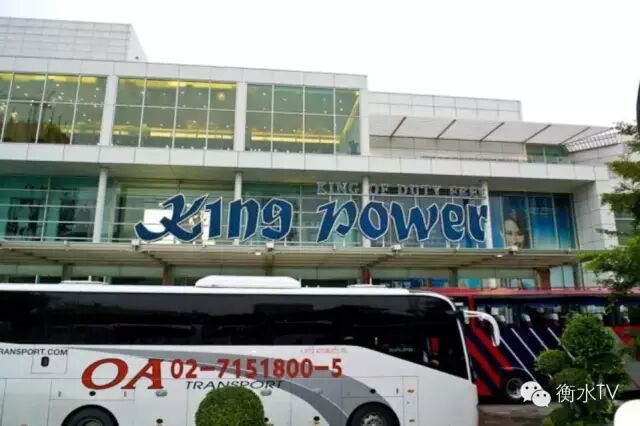 KING OF DUTY FREE
King Power
TRANSPORT.COM
OA 02-7151800-5
TRANSPORT
衡水TV